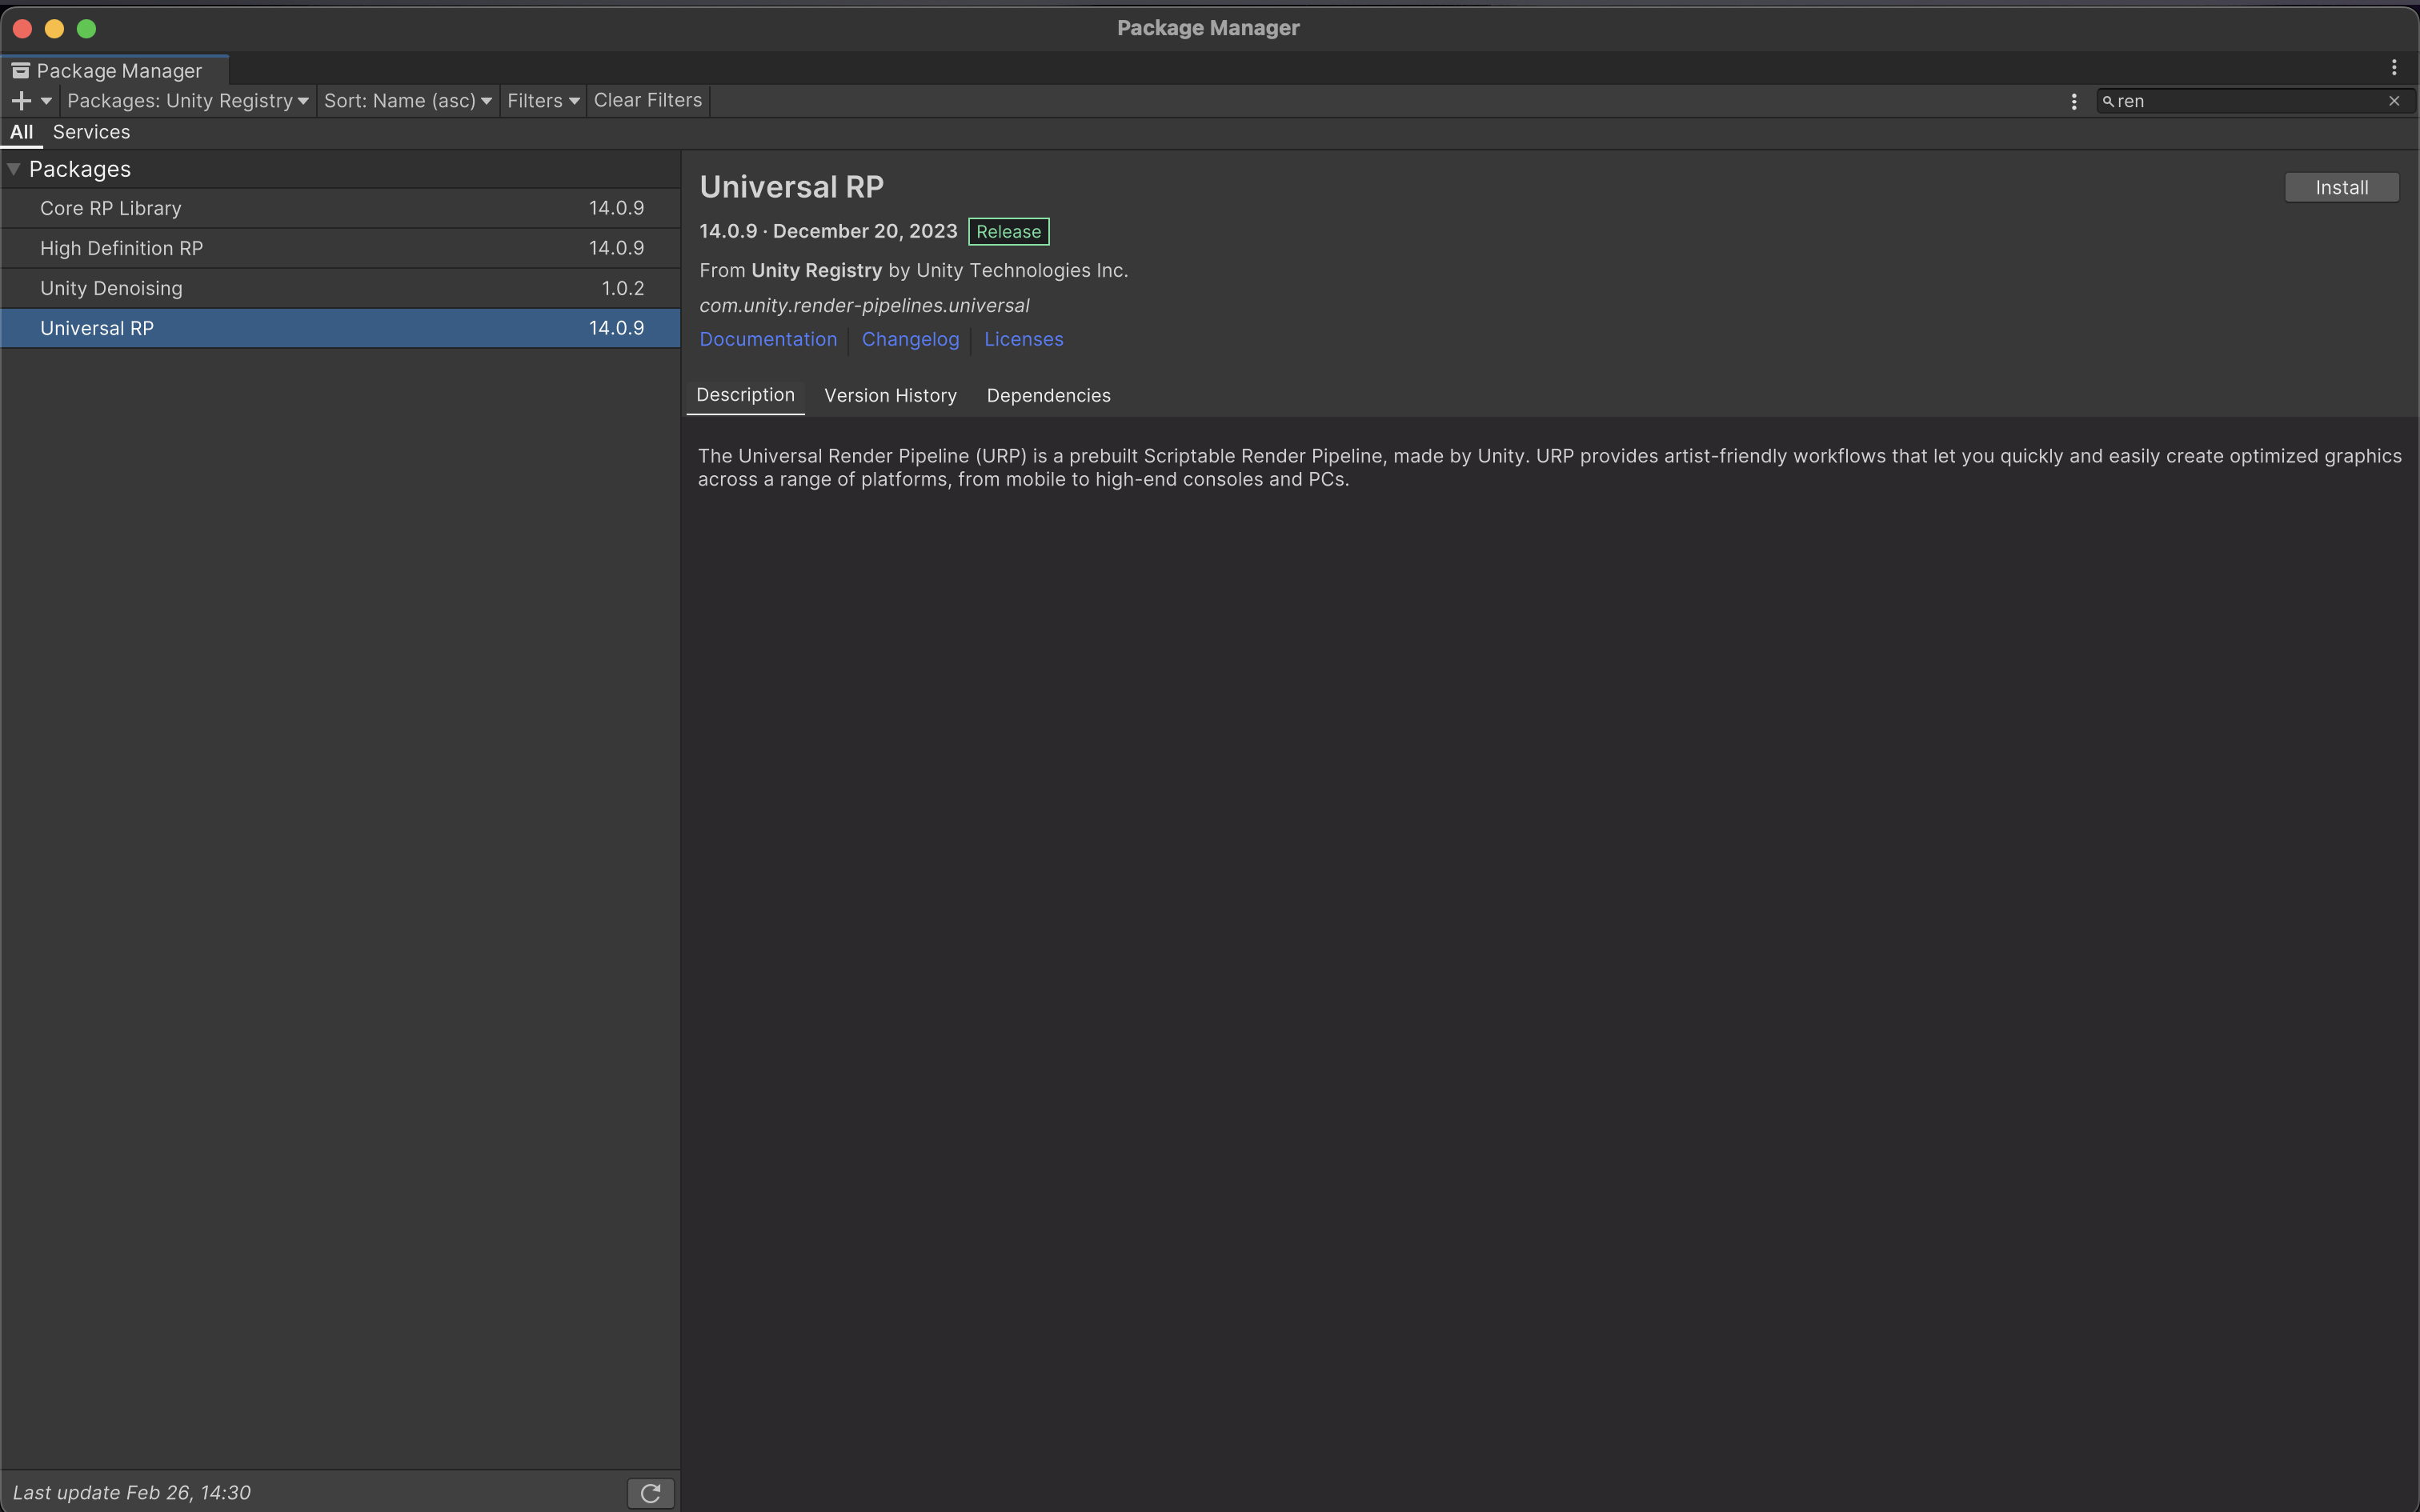 Package Manager
Package Manager
Packages: Unity Registry
Sort: Name (asc)
Filters
Clear Filters
ren
All
Services
Packages
Core RP Library 14.0.9
High Definition RP 14.0.9
Unity Denoising 1.0.2
Universal RP 14.0.9
Last update Feb 26, 14:30
Universal RP
Install
14.0.9 · December 20, 2023 Release
From Unity Registry by Unity Technologies Inc.
com.unity.render-pipelines.universal
Documentation
Changelog
Licenses
Description
Version History
Dependencies
The Universal Render Pipeline (URP) is a prebuilt Scriptable Render Pipeline, made by Unity. URP provides artist-friendly workflows that let you quickly and easily create optimized graphics
across a range of platforms, from mobile to high-end consoles and PCs.